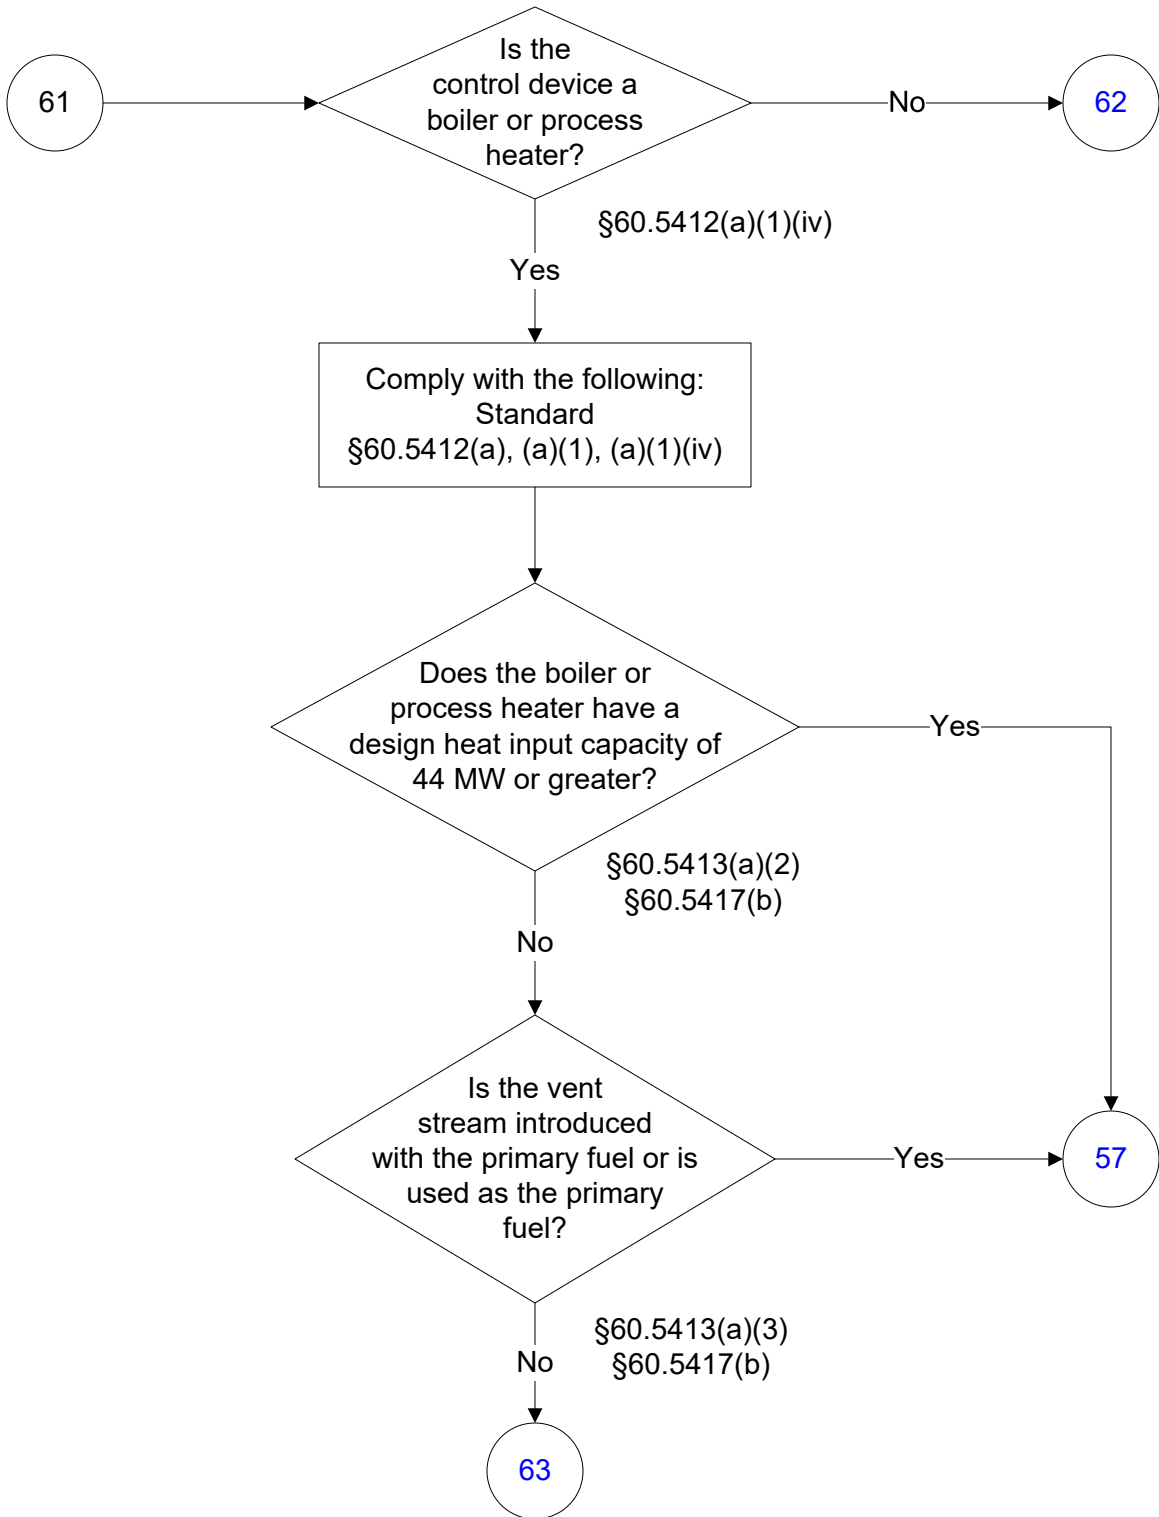 61
Is the
control device a
boiler or process
heater?
No
62
§60.5412(a)(1)(iv)
Yes
Comply with the following:
Standard
§60.5412(a), (a)(1), (a)(1)(iv)
Does the boiler or
process heater have a
design heat input capacity of
44 MW or greater?
Yes
§60.5413(a)(2)
§60.5417(b)
No
Is the vent
stream introduced
with the primary fuel or is
used as the primary
fuel?
Yes
57
§60.5413(a)(3)
§60.5417(b)
No
63